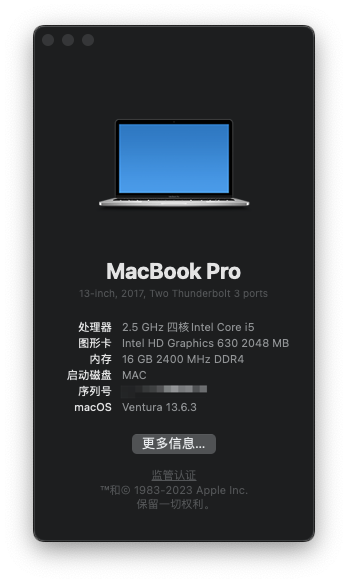 MacBook Pro
13-inch, 2017, Two Thunderbolt 3 ports
处理器 2.5 GHz 四核Intel Core i5
图形卡 Intel HD Graphics 630 2048 MB
内存 16 GB 2400 MHz DDR4
启动磁盘 MAC
序列号
macOS Ventura 13.6.3
更多信息...
监管认证
™和© 1983-2023 Apple Inc.
保留一切权利。